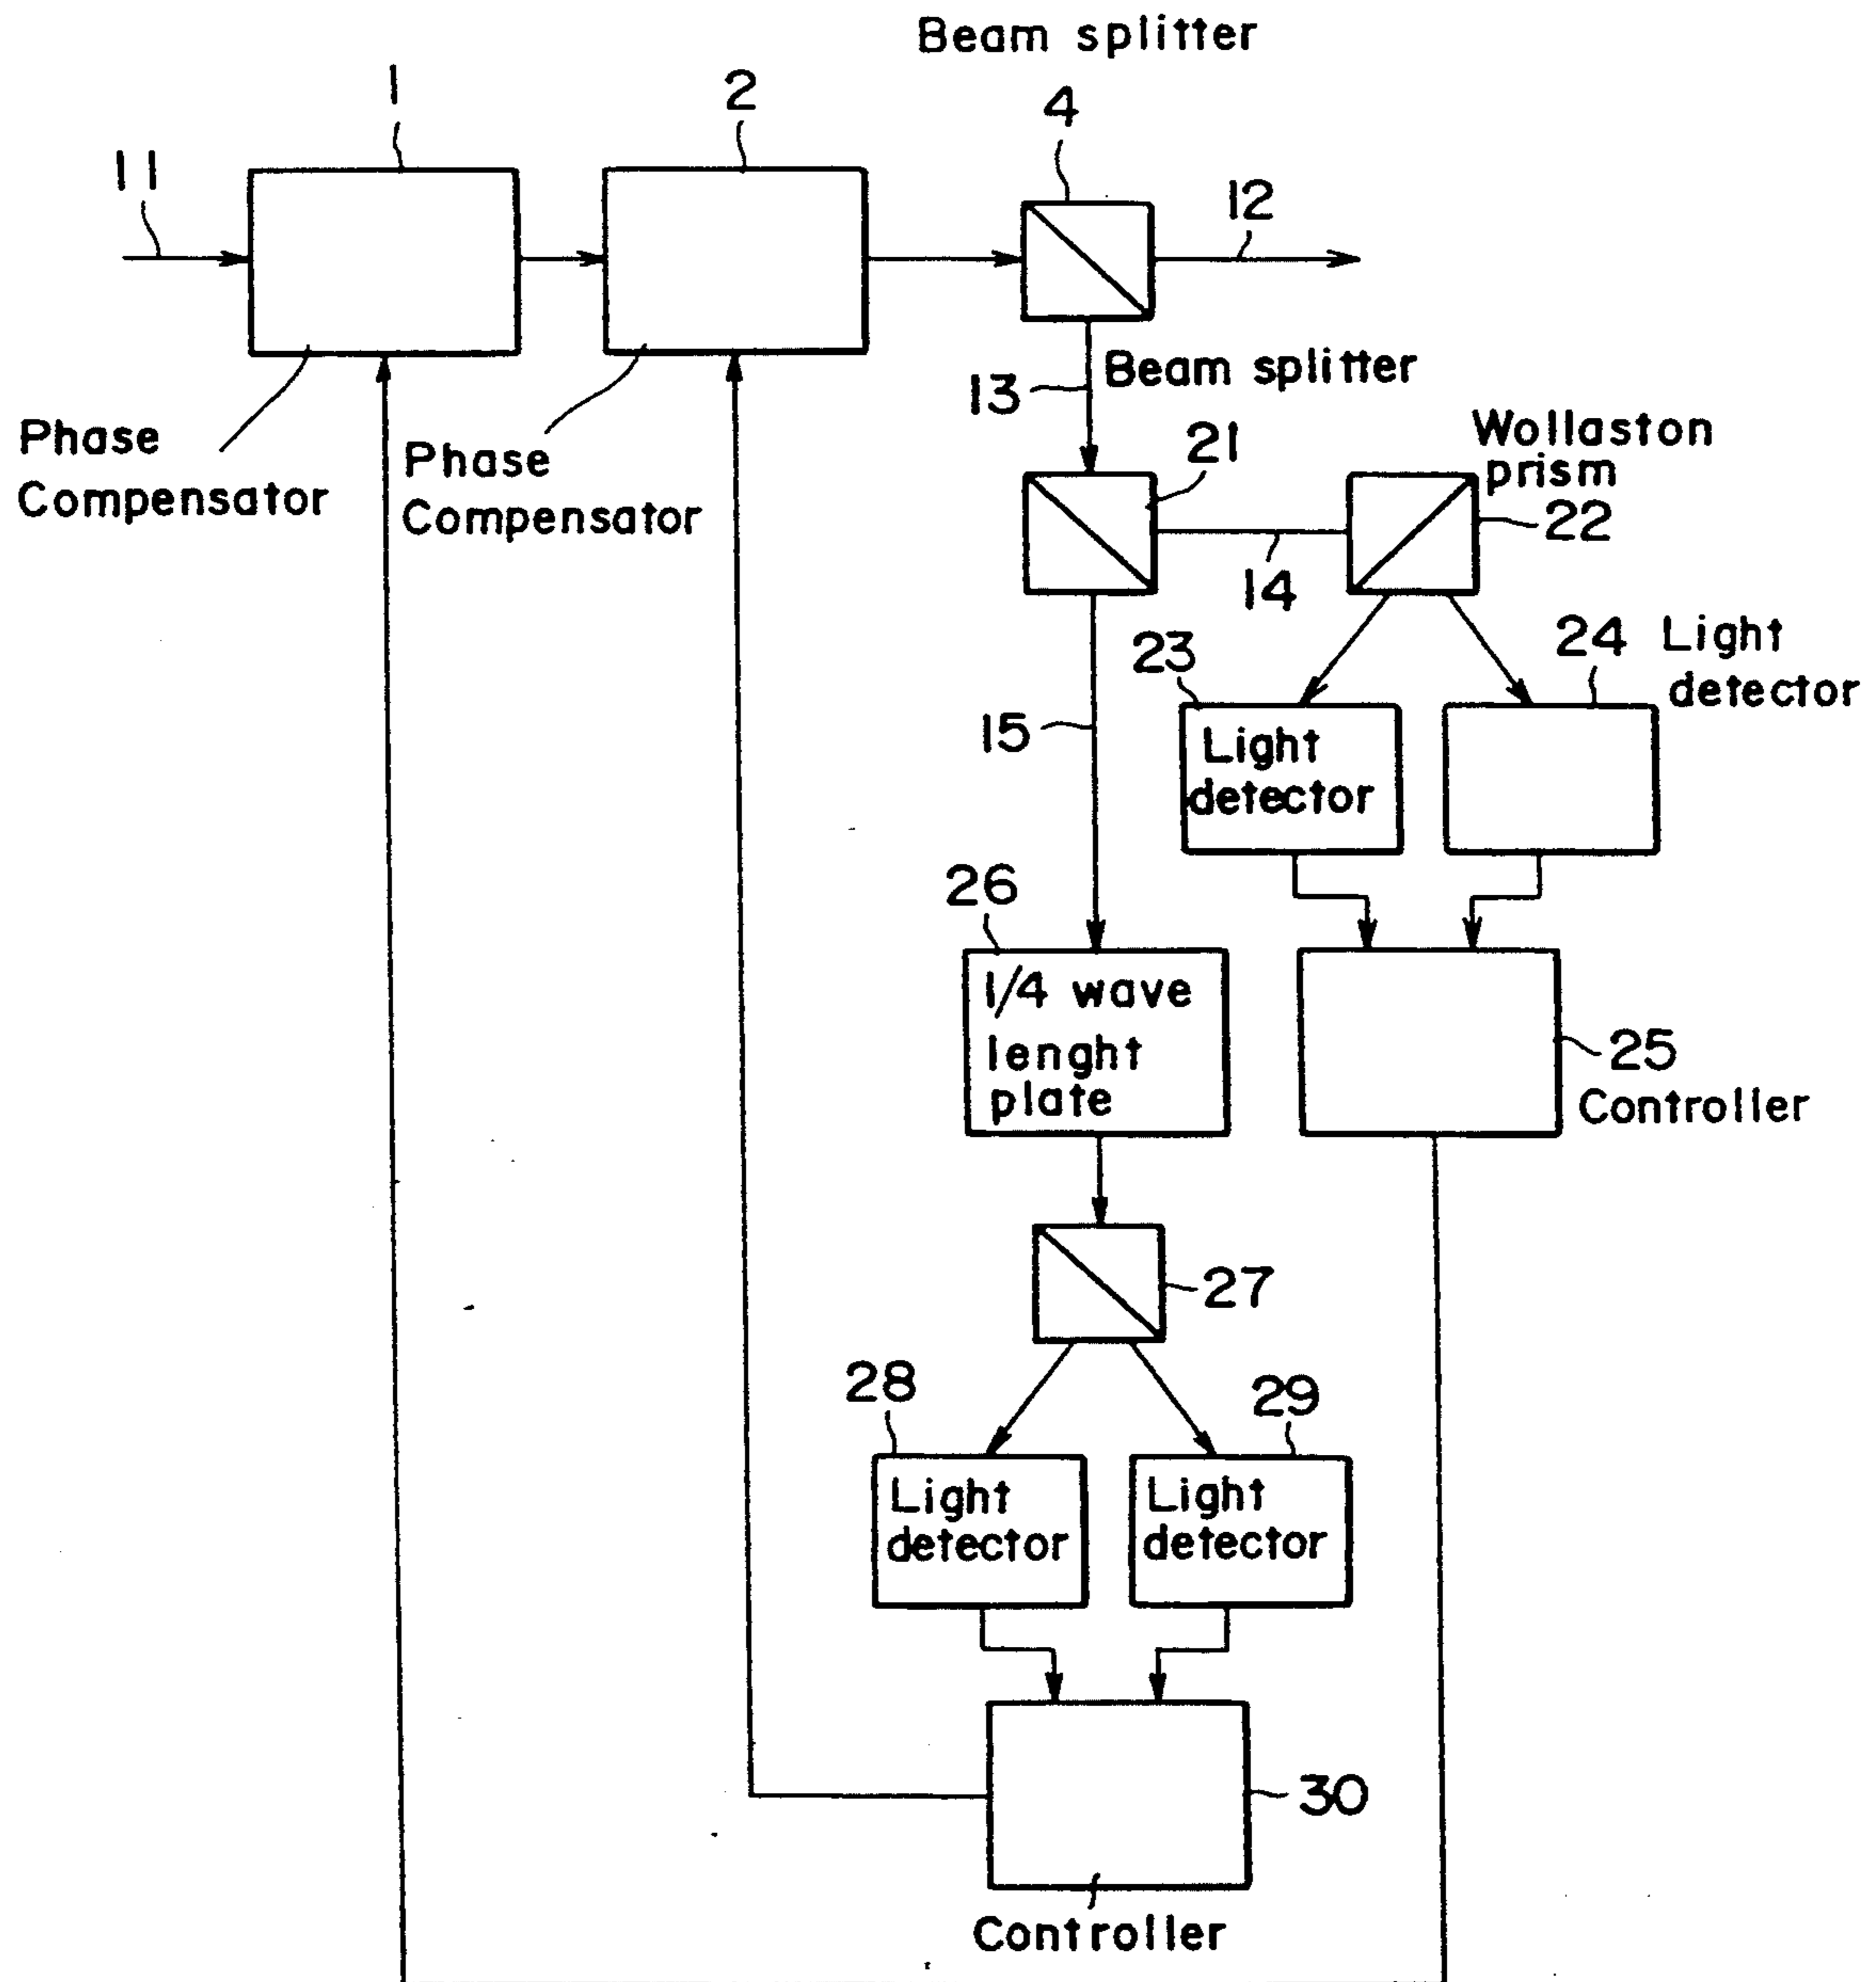 Beam splitter
1
2
4
11
12
13
Beam splitter
Phase
Compensator
Phase
Compensator
21
Wollaston
prism
22
14
23
24 Light
detector
15
Light
detector
26
1/4 wave
lenght
plate
25
Controller
27
28
29
Light
detector
Light
detector
30
Controller